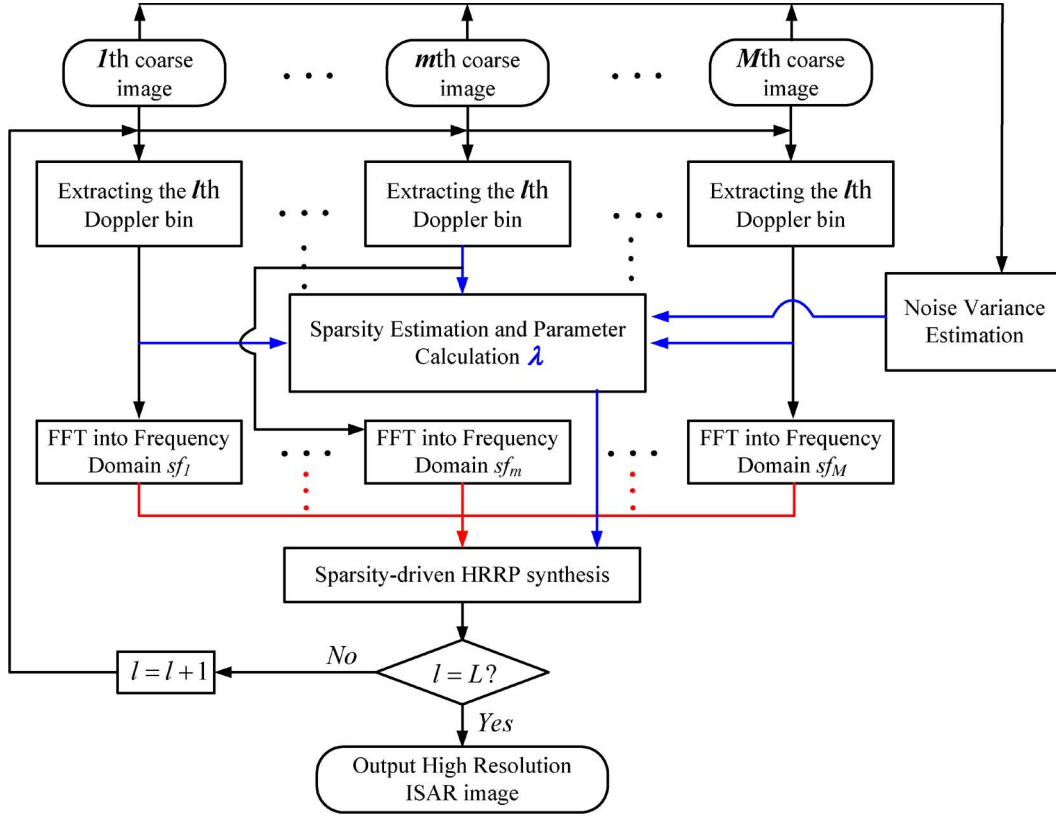 1th coarse
image
mth coarse
image
Mth coarse
image
Extracting the lth
Doppler bin
Extracting the lth
Doppler bin
Extracting the lth
Doppler bin
Sparsity Estimation and Parameter
Calculation λ
Noise Variance
Estimation
FFT into Frequency
Domain sf1
FFT into Frequency
Domain sfm
FFT into Frequency
Domain sfM
Sparsity-driven HRRP synthesis
l = l + 1
No
l = L?
Yes
Output High Resolution
ISAR image